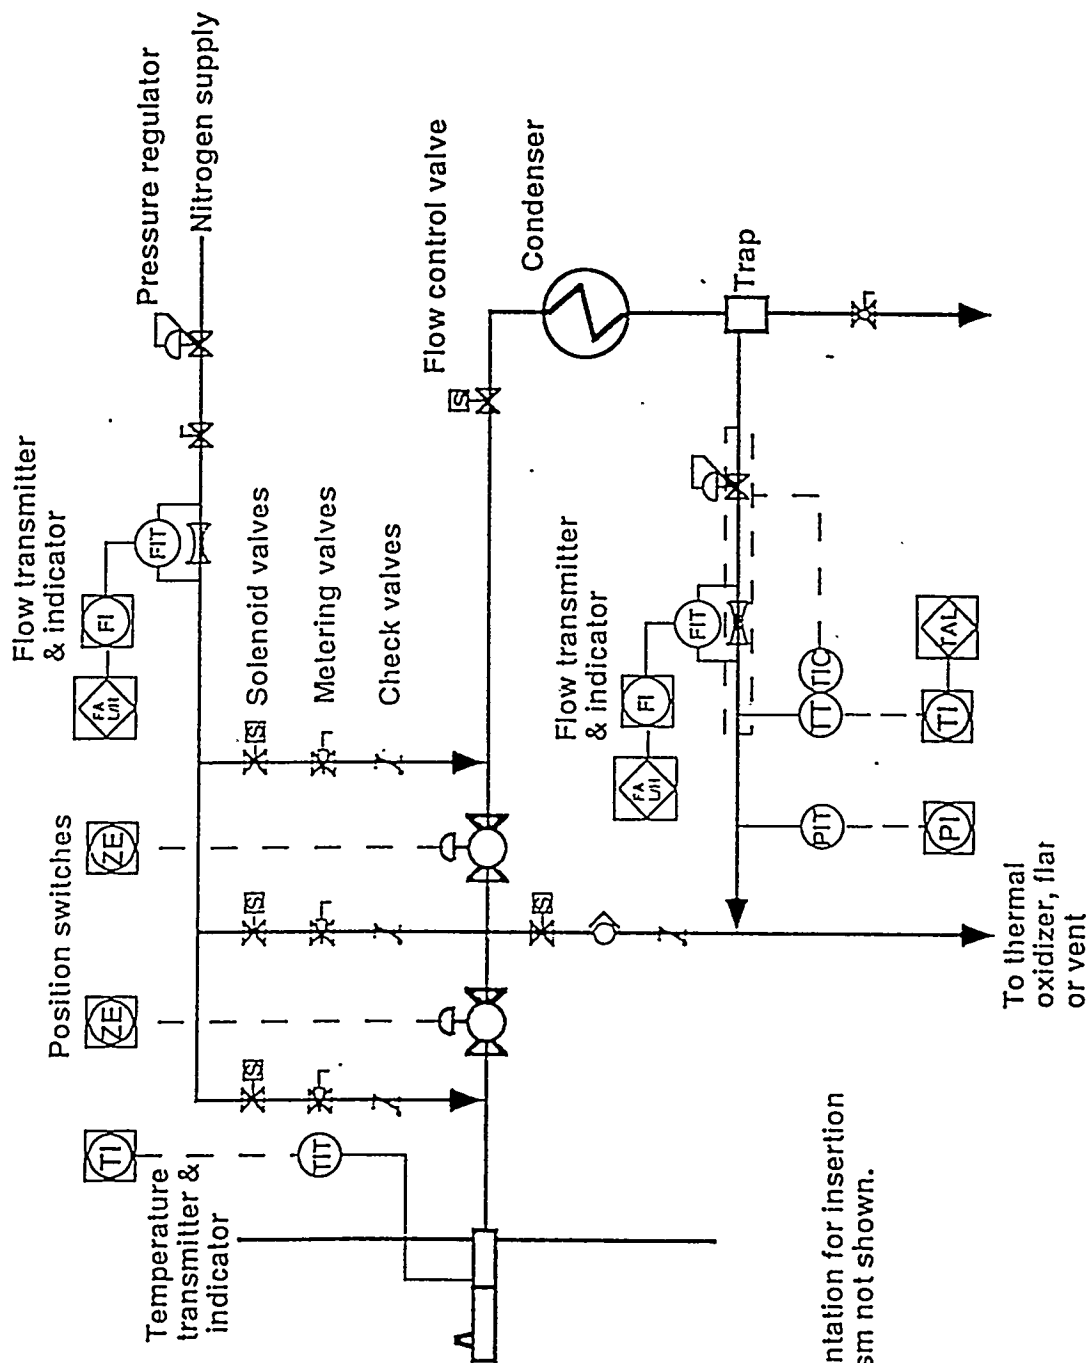 Pressure regulator
Nitrogen supply
Flow transmitter
& indicator
FIT
FI
FA
L/H
Solenoid valves
Metering valves
Check valves
S
S
S
Position switches
ZE
ZE
TI
Temperature
transmitter &
indicator
TIT
Flow control valve
S
Condenser
Trap
Flow transmitter
& indicator
FIT
FI
FA
L/H
S
TIC
TT
TI
TAL
PIT
PI
To thermal
oxidizer, flar
or vent
ntation for insertion
sm not shown.